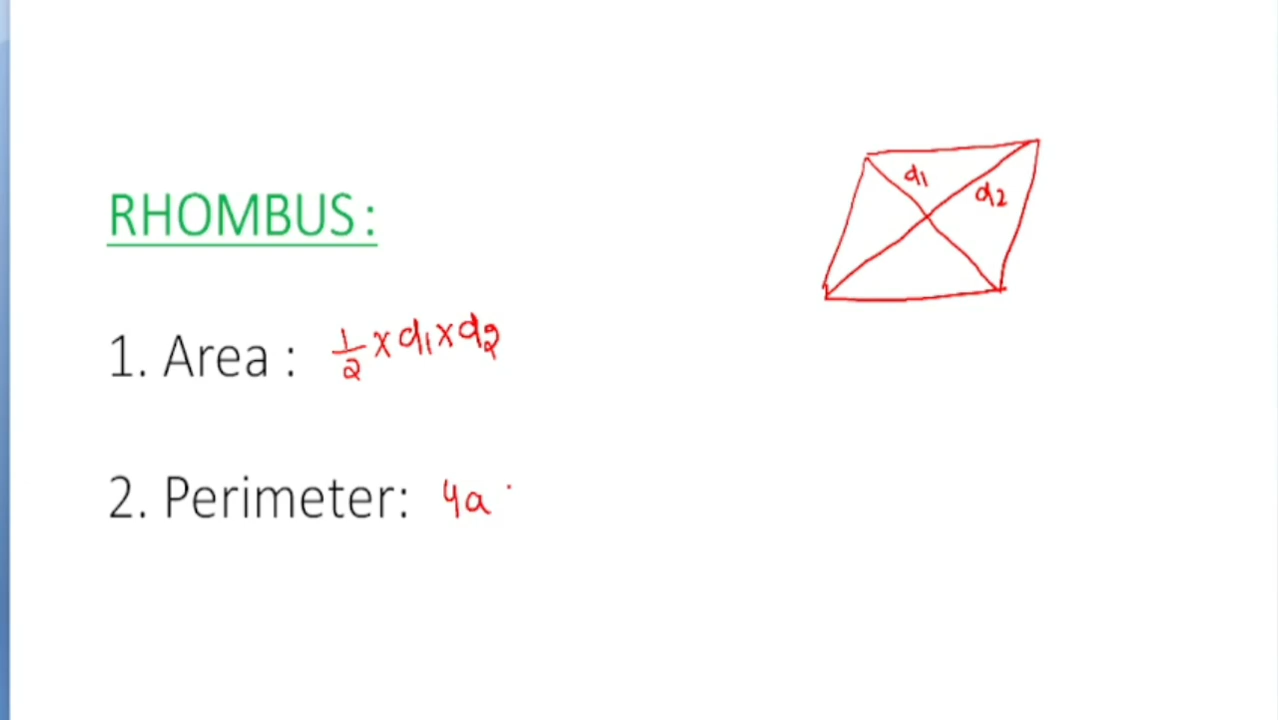 d1
d2
RHOMBUS:
1. Area : 1/2 x d1 x d2
2. Perimeter: 4a